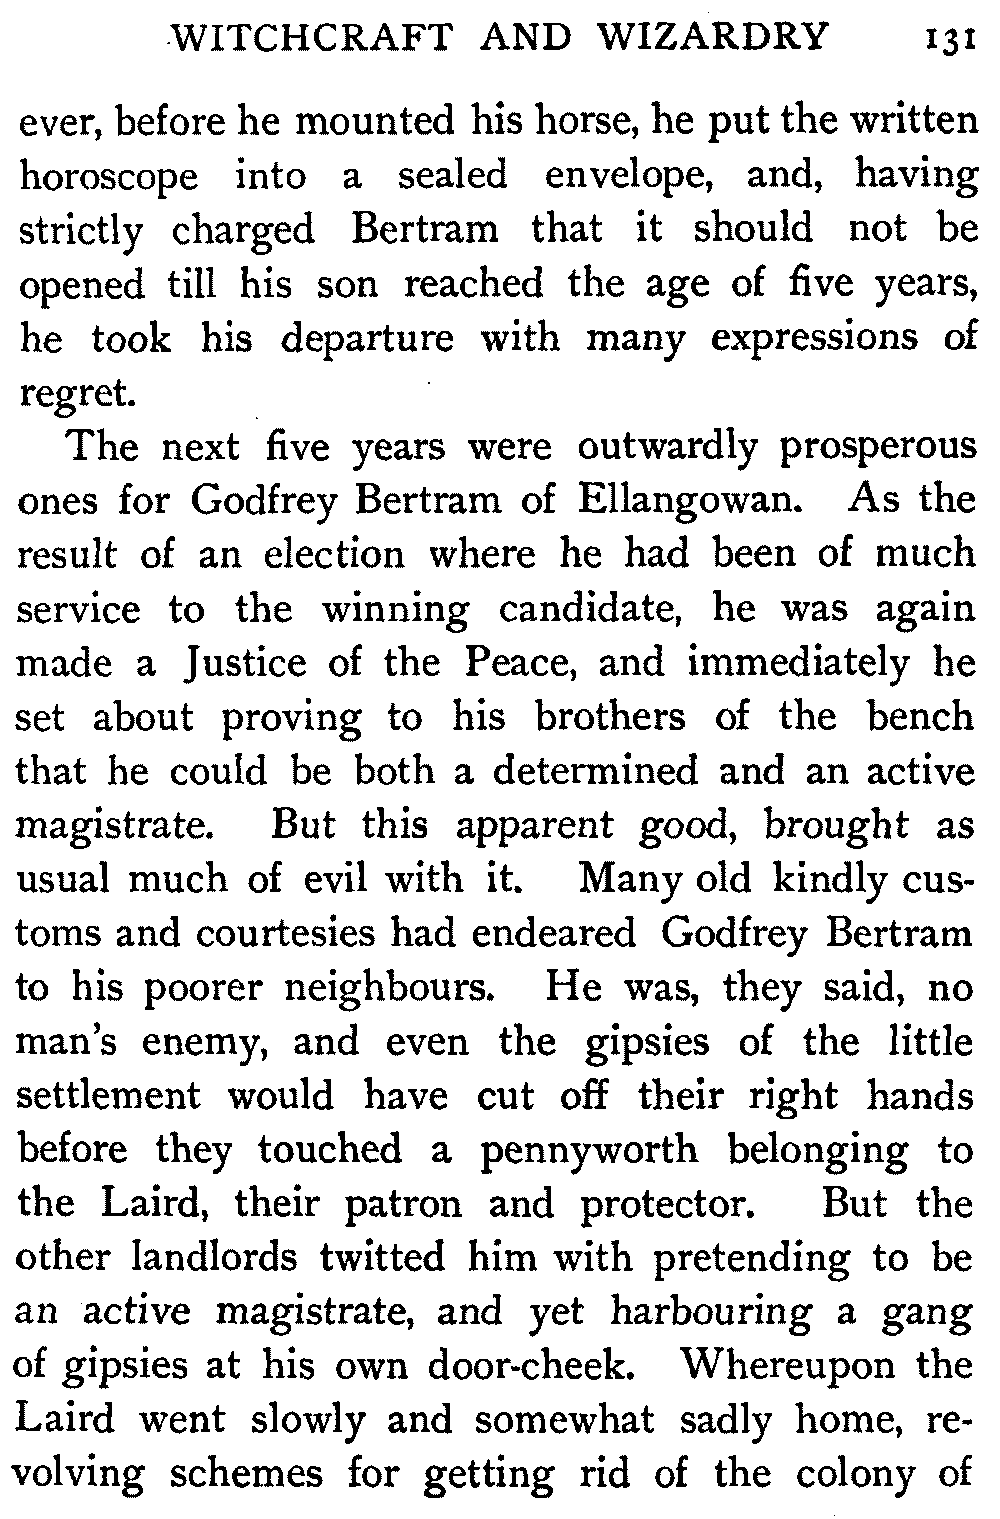 WITCHCRAFT AND WIZARDRY 131
ever, before he mounted his horse, he put the written
horoscope into a sealed envelope, and, having
strictly charged Bertram that it should not be
opened till his son reached the age of five years,
he took his departure with many expressions of
regret.
The next five years were outwardly prosperous
ones for Godfrey Bertram of Ellangowan. As the
result of an election where he had been of much
service to the winning candidate, he was again
made a Justice of the Peace, and immediately he
set about proving to his brothers of the bench
that he could be both a determined and an active
magistrate. But this apparent good, brought as
usual much of evil with it. Many old kindly cus-
toms and courtesies had endeared Godfrey Bertram
to his poorer neighbours. He was, they said, no
man's enemy, and even the gipsies of the little
settlement would have cut off their right hands
before they touched a pennyworth belonging to
the Laird, their patron and protector. But the
other landlords twitted him with pretending to be
an active magistrate, and yet harbouring a gang
of gipsies at his own door-cheek. Whereupon the
Laird went slowly and somewhat sadly home, re-
volving schemes for getting rid of the colony of